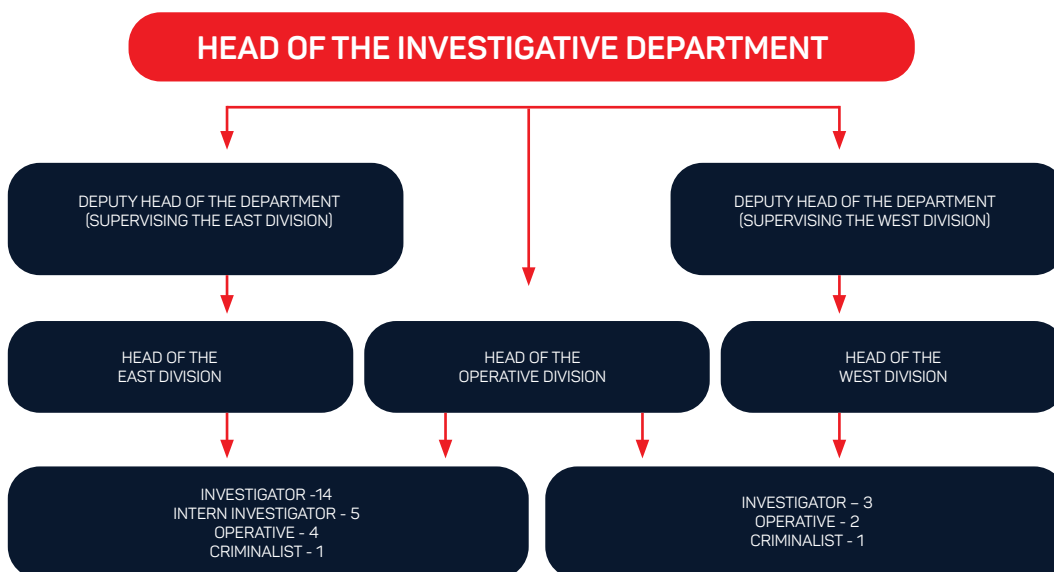 HEAD OF THE INVESTIGATIVE DEPARTMENT
DEPUTY HEAD OF THE DEPARTMENT
(SUPERVISING THE EAST DIVISION)
DEPUTY HEAD OF THE DEPARTMENT
(SUPERVISING THE WEST DIVISION)
HEAD OF THE
EAST DIVISION
HEAD OF THE
OPERATIVE DIVISION
HEAD OF THE
WEST DIVISION
INVESTIGATOR -14
INTERN INVESTIGATOR - 5
OPERATIVE - 4
CRIMINALIST - 1
INVESTIGATOR – 3
OPERATIVE - 2
CRIMINALIST - 1